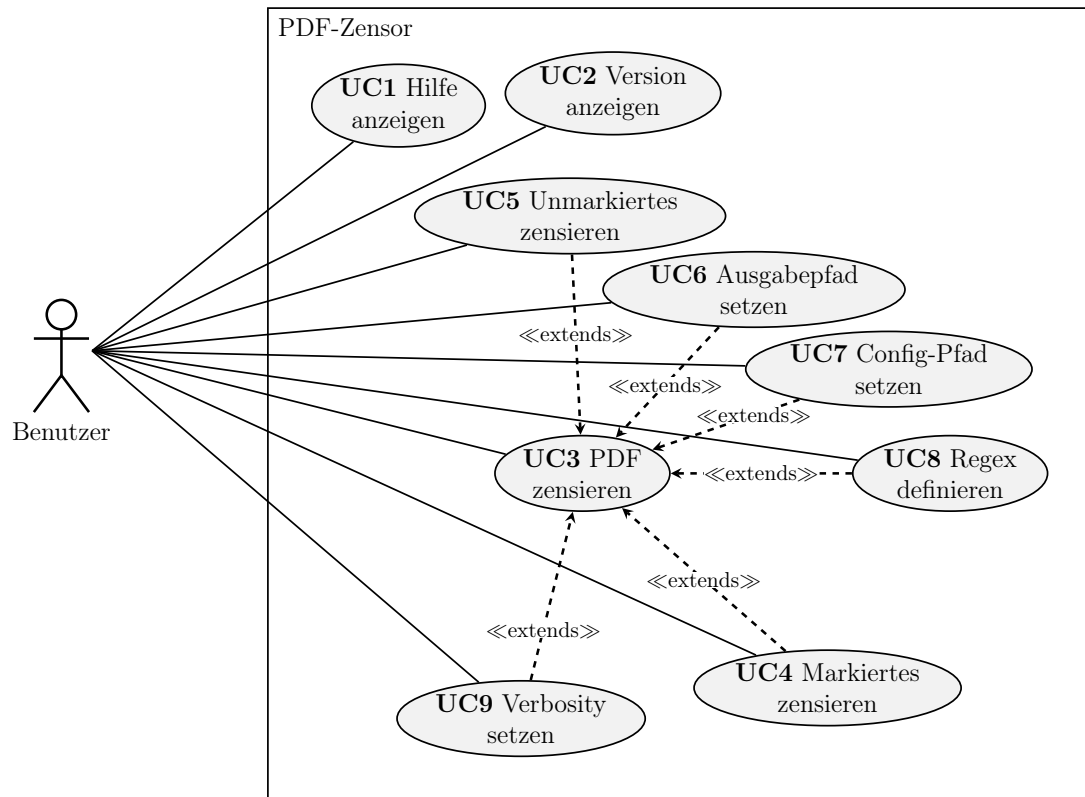 PDF-Zensor
UC1 Hilfe
anzeigen
UC2 Version
anzeigen
UC5 Unmarkiertes
zensieren
UC6 Ausgabepfad
setzen
≪extends≫
UC7 Config-Pfad
setzen
≪extends≫
≪extends≫
Benutzer
UC3 PDF
zensieren
≪extends≫
UC8 Regex
definieren
≪extends≫
≪extends≫
UC4 Markiertes
zensieren
UC9 Verbosity
setzen